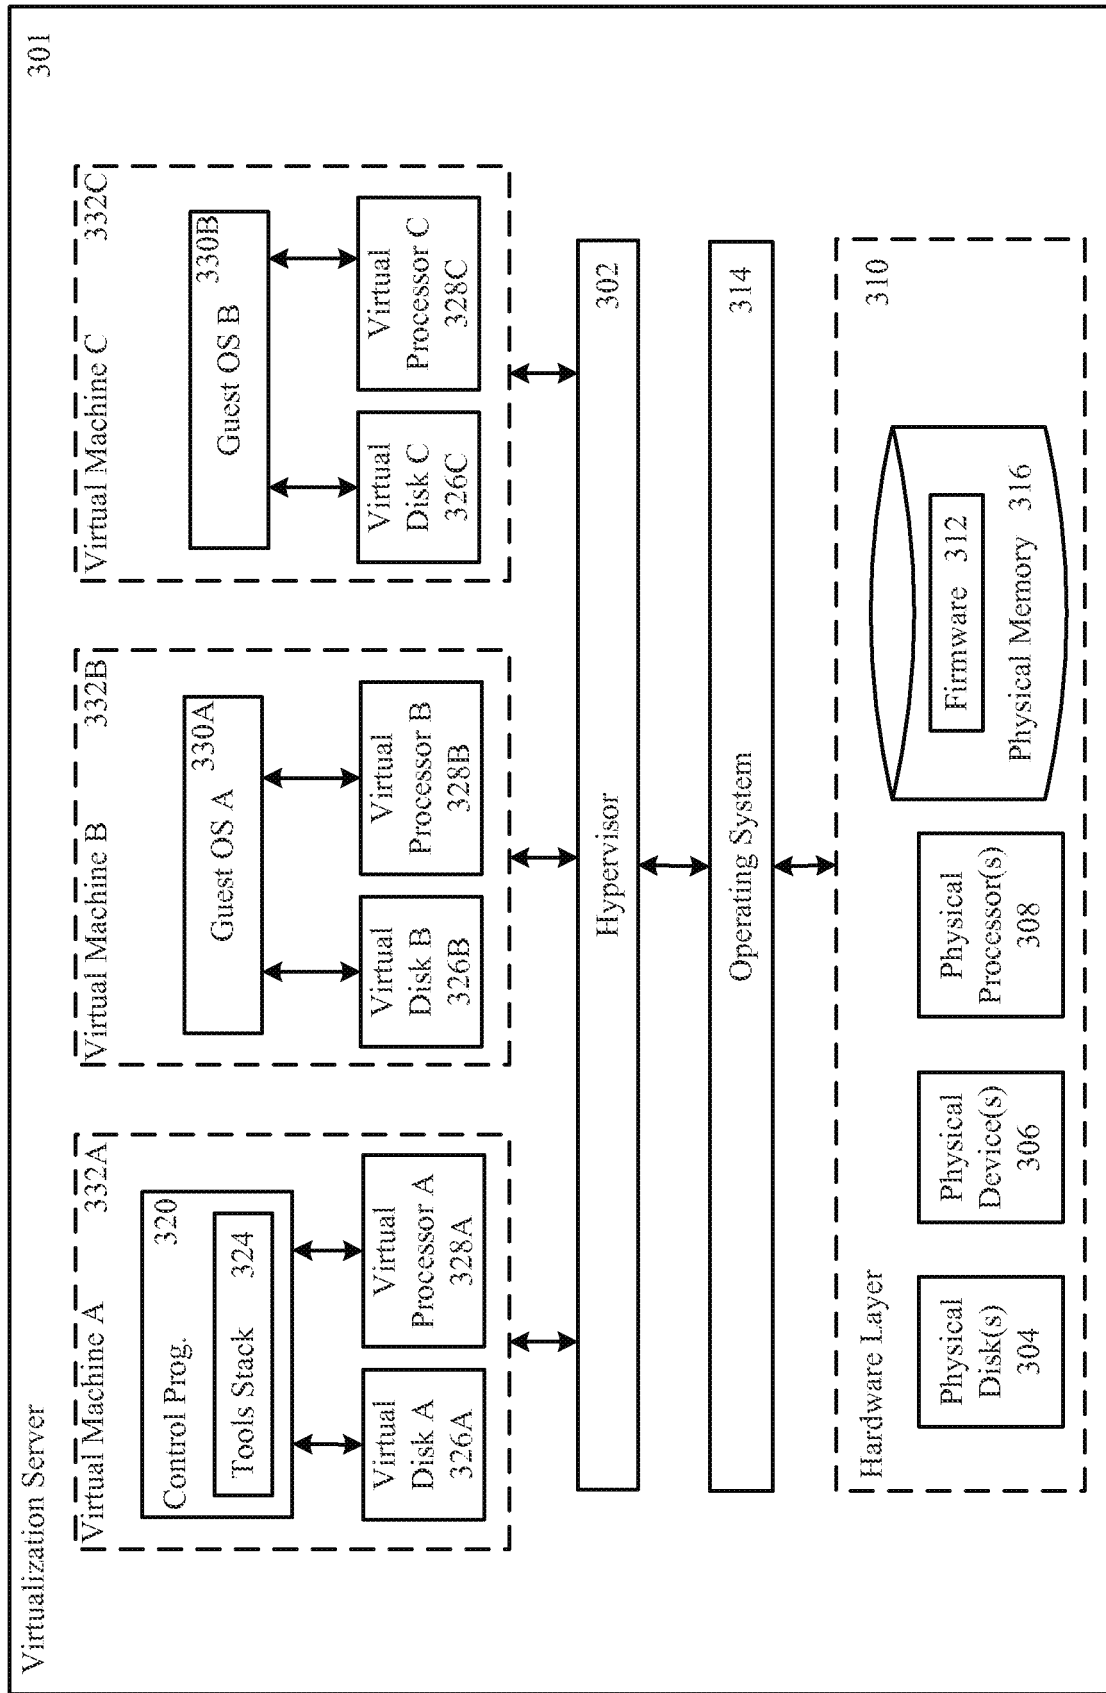 Virtualization Server
301
Virtual Machine A
332A
Control Prog.
320
Tools Stack 324
Virtual
Disk A
326A
Virtual
Processor A
328A
Virtual Machine B
332B
330A
Guest OS A
Virtual
Disk B
326B
Virtual
Processor B
328B
Virtual Machine C
332C
330B
Guest OS B
Virtual
Disk C
326C
Virtual
Processor C
328C
Hypervisor
302
Operating System
314
Hardware Layer
310
Physical
Disk(s)
304
Physical
Device(s)
306
Physical
Processor(s)
308
Firmware 312
Physical Memory 316